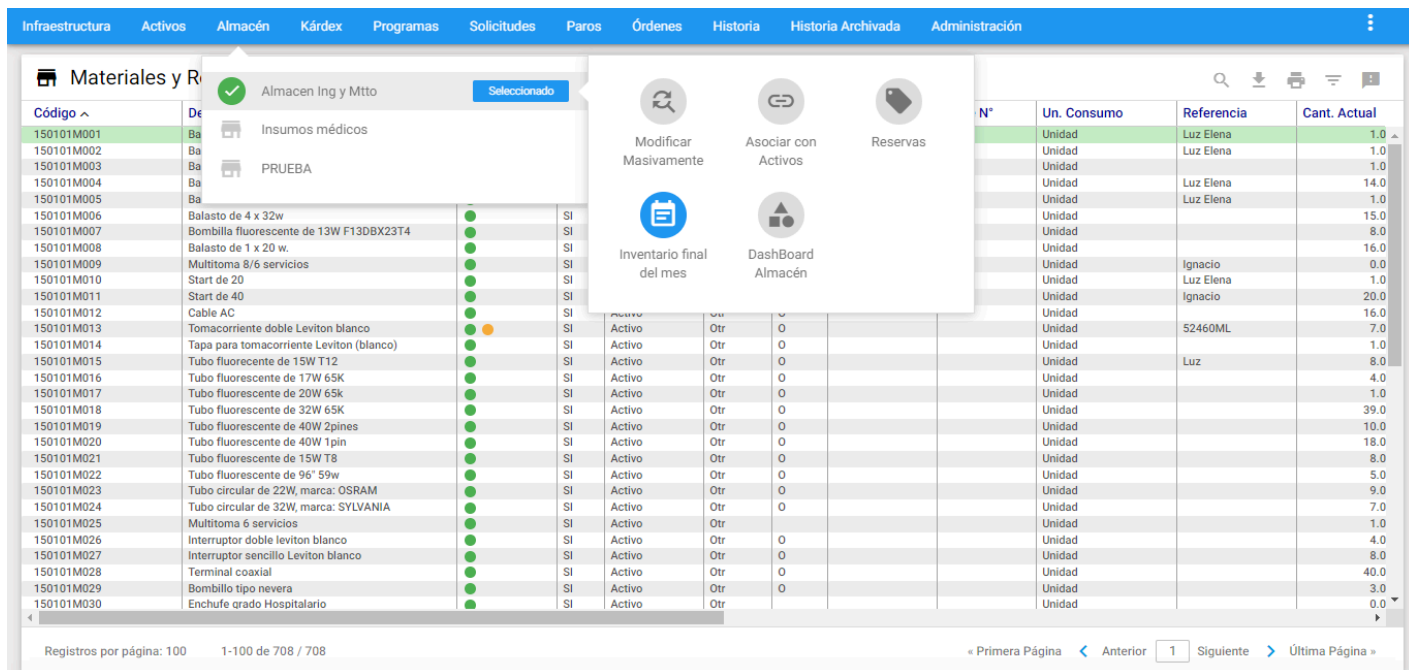 Infraestructura Activos Almacén Kárdex Programas Solicitudes Paros Órdenes Historia Historia Archivada Administración
Materiales y R
Almacen Ing y Mtto Seleccionado
Insumos médicos
PRUEBA
Modificar Masivamente
Asociar con Activos
Reservas
Inventario final del mes
DashBoard Almacén
Código De N° Un. Consumo Referencia Cant. Actual
150101M001 Ba Unidad Luz Elena 1.0
150101M002 Ba Unidad Luz Elena 1.0
150101M003 Ba Unidad 1.0
150101M004 Ba Unidad Luz Elena 14.0
150101M005 Ba Unidad Luz Elena 1.0
150101M006 Balasto de 4 x 32w SI Unidad 15.0
150101M007 Bombilla fluorescente de 13W F13DBX23T4 SI Unidad 8.0
150101M008 Balasto de 1 x 20 w. SI Unidad 16.0
150101M009 Multitoma 8/6 servicios SI Unidad Ignacio 0.0
150101M010 Start de 20 SI Unidad Luz Elena 1.0
150101M011 Start de 40 SI Unidad Ignacio 20.0
150101M012 Cable AC SI Activo Otr O Unidad 16.0
150101M013 Tomacorriente doble Leviton blanco SI Activo Otr O Unidad 52460ML 7.0
150101M014 Tapa para tomacorriente Leviton (blanco) SI Activo Otr O Unidad 1.0
150101M015 Tubo fluorecente de 15W T12 SI Activo Otr O Unidad Luz 8.0
150101M016 Tubo fluorescente de 17W 65K SI Activo Otr O Unidad 4.0
150101M017 Tubo fluorescente de 20W 65k SI Activo Otr O Unidad 1.0
150101M018 Tubo fluorescente de 32W 65K SI Activo Otr O Unidad 39.0
150101M019 Tubo fluorescente de 40W 2pines SI Activo Otr O Unidad 10.0
150101M020 Tubo fluorescente de 40W 1pin SI Activo Otr O Unidad 18.0
150101M021 Tubo fluorescente de 15W T8 SI Activo Otr O Unidad 8.0
150101M022 Tubo fluorescente de 96" 59w SI Activo Otr O Unidad 5.0
150101M023 Tubo circular de 22W, marca: OSRAM SI Activo Otr O Unidad 9.0
150101M024 Tubo circular de 32W, marca: SYLVANIA SI Activo Otr O Unidad 7.0
150101M025 Multitoma 6 servicios SI Activo Otr Unidad 1.0
150101M026 Interruptor doble leviton blanco SI Activo Otr O Unidad 4.0
150101M027 Interruptor sencillo Leviton blanco SI Activo Otr O Unidad 8.0
150101M028 Terminal coaxial SI Activo Otr O Unidad 40.0
150101M029 Bombillo tipo nevera SI Activo Otr O Unidad 3.0
150101M030 Enchufe grado Hospitalario SI Activo Otr Unidad 0.0
Registros por página: 100 1-100 de 708 / 708 « Primera Página Anterior 1 Siguiente Última Página »